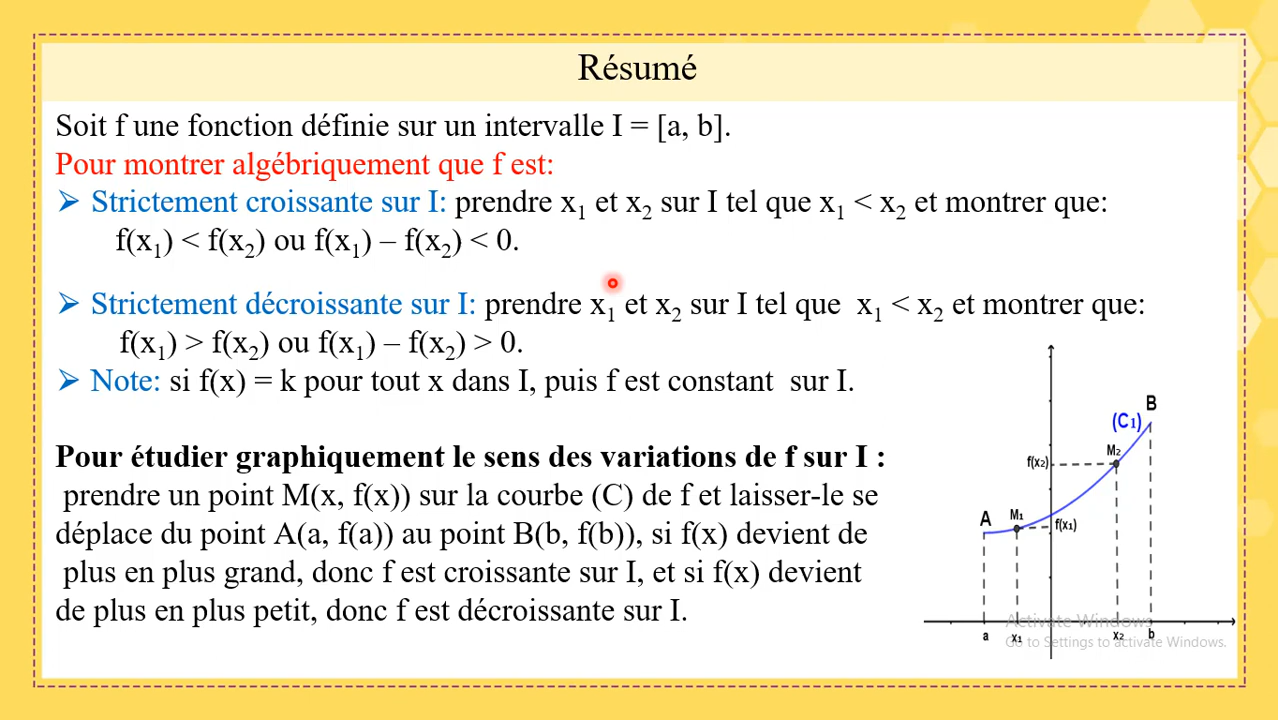 Résumé
Soit f une fonction définie sur un intervalle I = [a, b].
Pour montrer algébriquement que f est:
➢ Strictement croissante sur I: prendre x₁ et x₂ sur I tel que x₁ < x₂ et montrer que:
f(x₁) < f(x₂) ou f(x₁) – f(x₂) < 0.
➢ Strictement décroissante sur I: prendre x₁ et x₂ sur I tel que x₁ < x₂ et montrer que:
f(x₁) > f(x₂) ou f(x₁) – f(x₂) > 0.
➢ Note: si f(x) = k pour tout x dans I, puis f est constant sur I.
Pour étudier graphiquement le sens des variations de f sur I :
prendre un point M(x, f(x)) sur la courbe (C) de f et laisser-le se
déplace du point A(a, f(a)) au point B(b, f(b)), si f(x) devient de
plus en plus grand, donc f est croissante sur I, et si f(x) devient
de plus en plus petit, donc f est décroissante sur I.
B
(C₁)
M₂
f(x₂)
A
M₁
f(x₁)
a x₁ x₂ b
Activate Windows
Go to Settings to activate Windows.